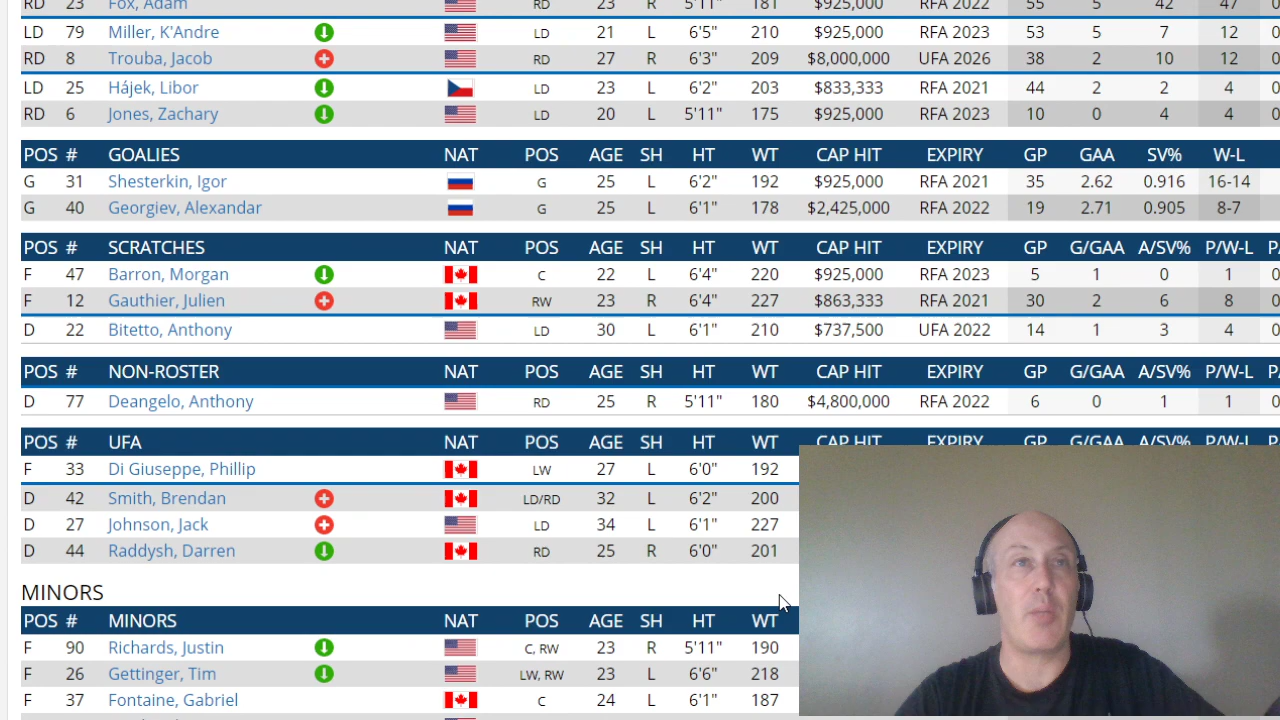 RD 23 Fox, Adam RD 23 R 5'11" 181 $925,000 RFA 2022 55 5 42 47 0
LD 79 Miller, K'Andre LD 21 L 6'5" 210 $925,000 RFA 2023 53 5 7 12 0
RD 8 Trouba, Jacob RD 27 R 6'3" 209 $8,000,000 UFA 2026 38 2 10 12 0
LD 25 Hájek, Libor LD 23 L 6'2" 203 $833,333 RFA 2021 44 2 2 4 0
RD 6 Jones, Zachary LD 20 L 5'11" 175 $925,000 RFA 2023 10 0 4 4 0
POS # GOALIES NAT POS AGE SH HT WT CAP HIT EXPIRY GP GAA SV% W-L
G 31 Shesterkin, Igor G 25 L 6'2" 192 $925,000 RFA 2021 35 2.62 0.916 16-14
G 40 Georgiev, Alexandar G 25 L 6'1" 178 $2,425,000 RFA 2022 19 2.71 0.905 8-7
POS # SCRATCHES NAT POS AGE SH HT WT CAP HIT EXPIRY GP G/GAA A/SV% P/W-L
F 47 Barron, Morgan C 22 L 6'4" 220 $925,000 RFA 2023 5 1 0 1 0
F 12 Gauthier, Julien RW 23 R 6'4" 227 $863,333 RFA 2021 30 2 6 8 0
D 22 Bitetto, Anthony LD 30 L 6'1" 210 $737,500 UFA 2022 14 1 3 4 0
POS # NON-ROSTER NAT POS AGE SH HT WT CAP HIT EXPIRY GP G/GAA A/SV% P/W-L
D 77 Deangelo, Anthony RD 25 R 5'11" 180 $4,800,000 RFA 2022 6 0 1 1 0
POS # UFA NAT POS AGE SH HT WT CAP HIT EXPIRY GP G/GAA A/SV% P/W-L
F 33 Di Giuseppe, Phillip LW 27 L 6'0" 192
D 42 Smith, Brendan LD/RD 32 L 6'2" 200
D 27 Johnson, Jack LD 34 L 6'1" 227
D 44 Raddysh, Darren RD 25 R 6'0" 201
MINORS
POS # MINORS NAT POS AGE SH HT WT
F 90 Richards, Justin C, RW 23 R 5'11" 190
F 26 Gettinger, Tim LW, RW 23 L 6'6" 218
F 37 Fontaine, Gabriel C 24 L 6'1" 187